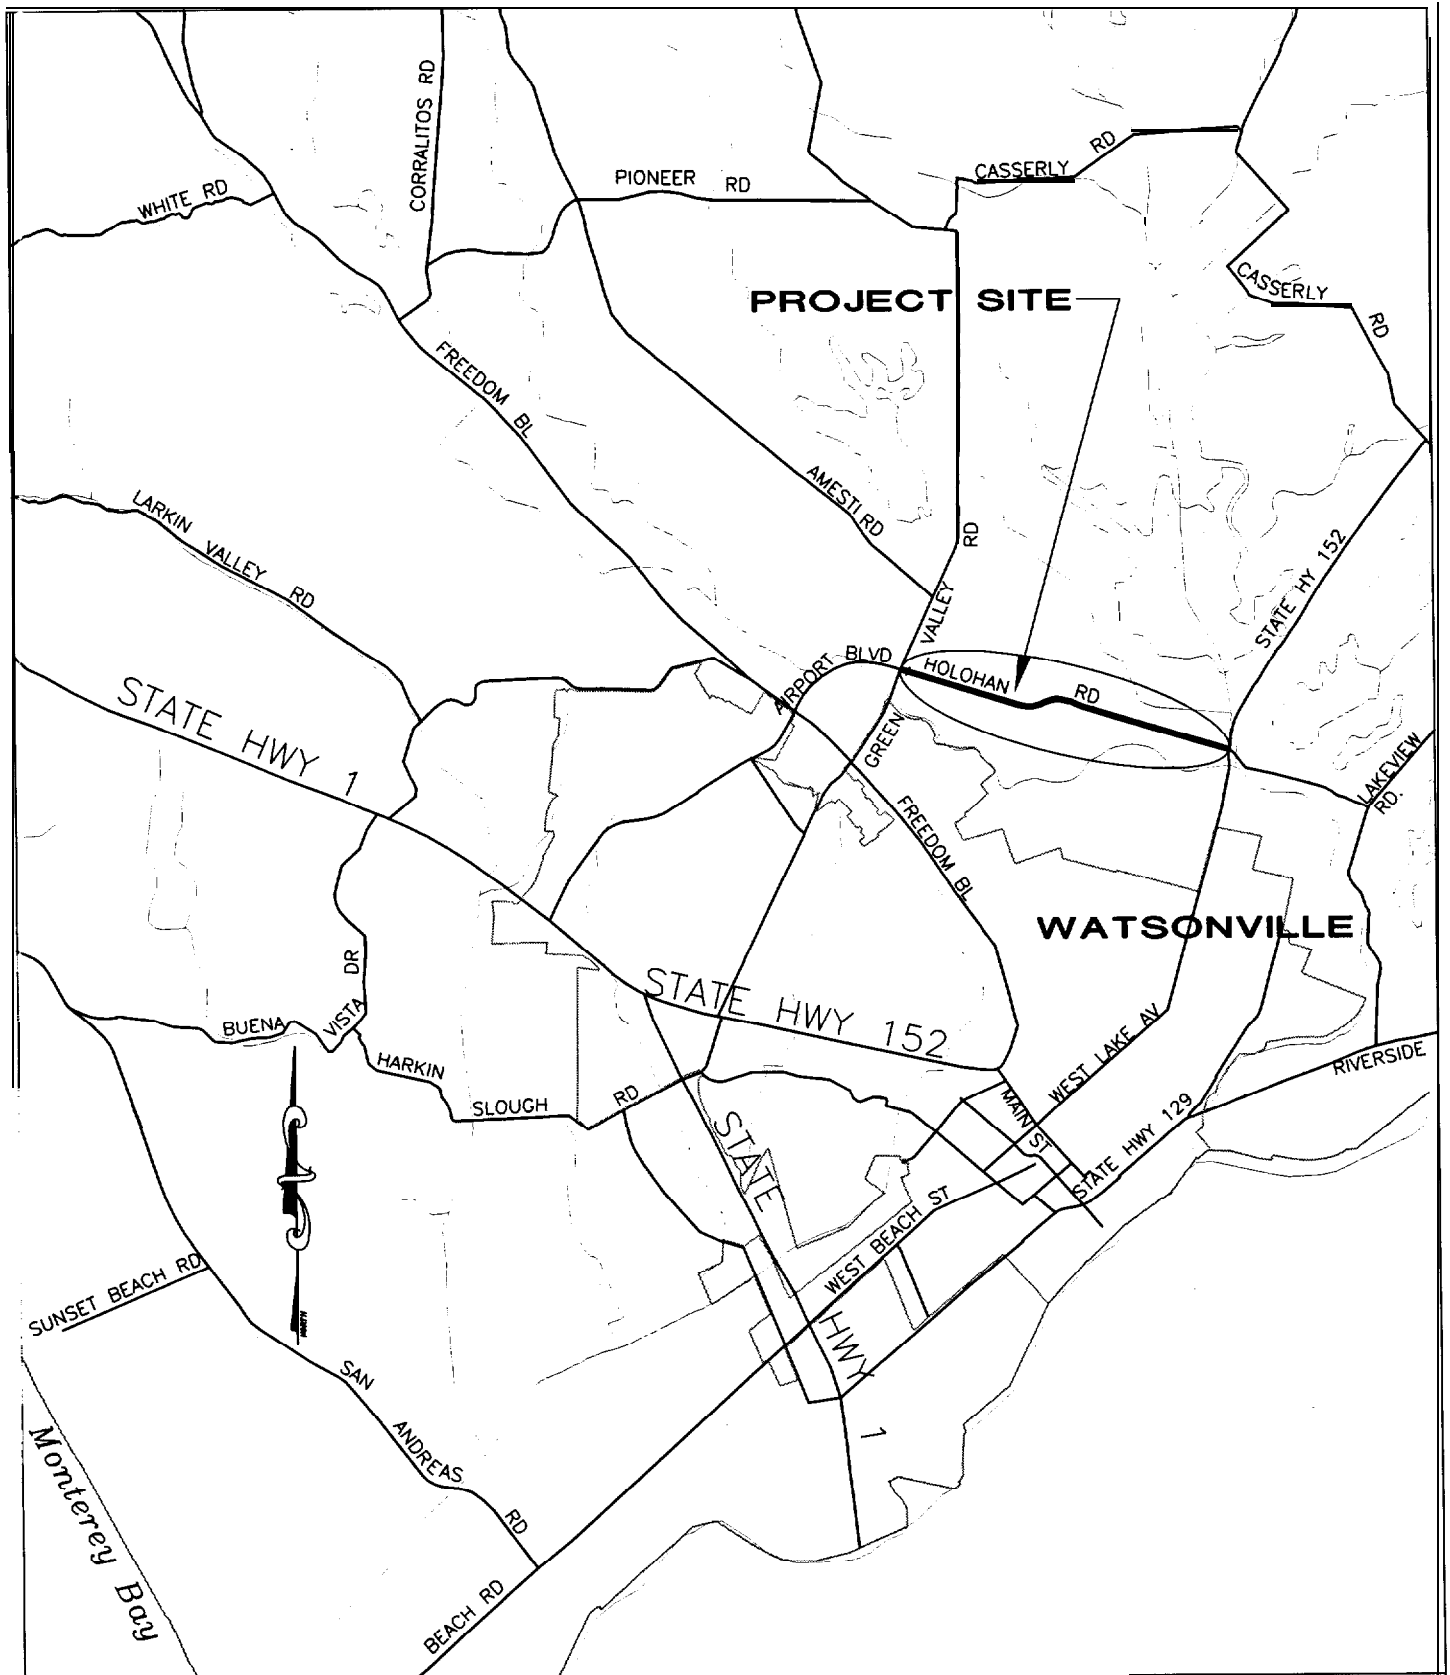 CORRALITOS RD
WHITE RD
PIONEER RD
CASSERLY RD
CASSERLY RD
PROJECT SITE
FREEDOM BL
AMESTI RD
LARKIN VALLEY RD
STATE HY 152
GREEN VALLEY RD
AIRPORT BLVD
HOLOHAN RD
STATE HWY 1
LAKEVIEW RD.
FREEDOM BL
WATSONVILLE
BUENA VISTA DR
STATE HWY 152
WEST LAKE AV
RIVERSIDE
HARKIN SLOUGH RD
MAIN ST
STATE HWY 129
STATE HWY 1
WEST BEACH ST
SUNSET BEACH RD
NORTH
SAN ANDREAS RD
BEACH RD
Monterey Bay